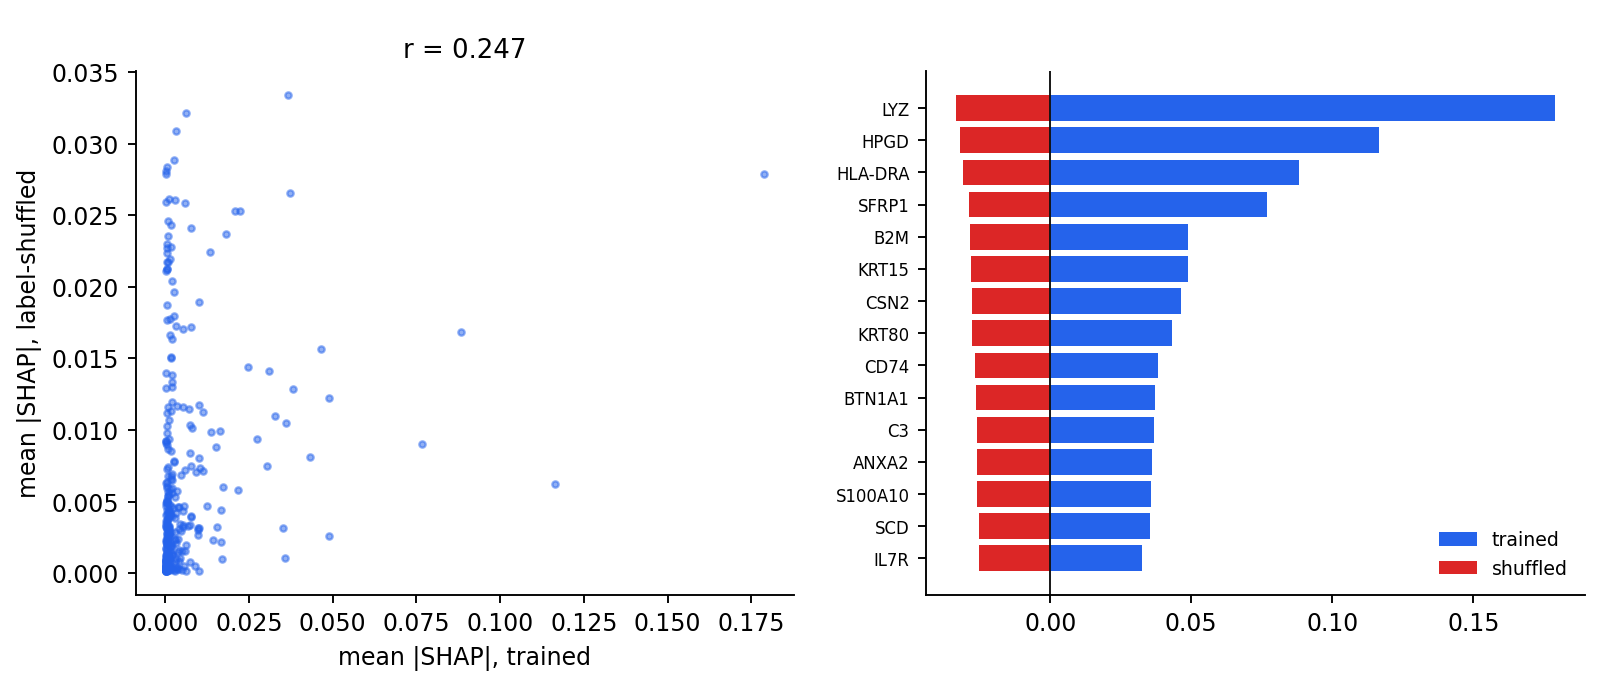 r = 0.247
0.035
0.030
0.025
0.020
0.015
0.010
0.005
0.000
mean |SHAP|, label-shuffled
0.000 0.025 0.050 0.075 0.100 0.125 0.150 0.175
mean |SHAP|, trained
LYZ
HPGD
HLA-DRA
SFRP1
B2M
KRT15
CSN2
KRT80
CD74
BTN1A1
C3
ANXA2
S100A10
SCD
IL7R
trained
shuffled
0.00 0.05 0.10 0.15